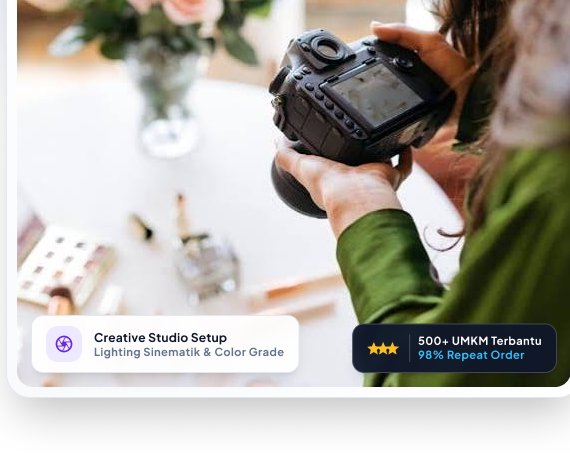 Creative Studio Setup
Lighting Sinematik & Color Grade
500+ UMKM Terbantu
98% Repeat Order